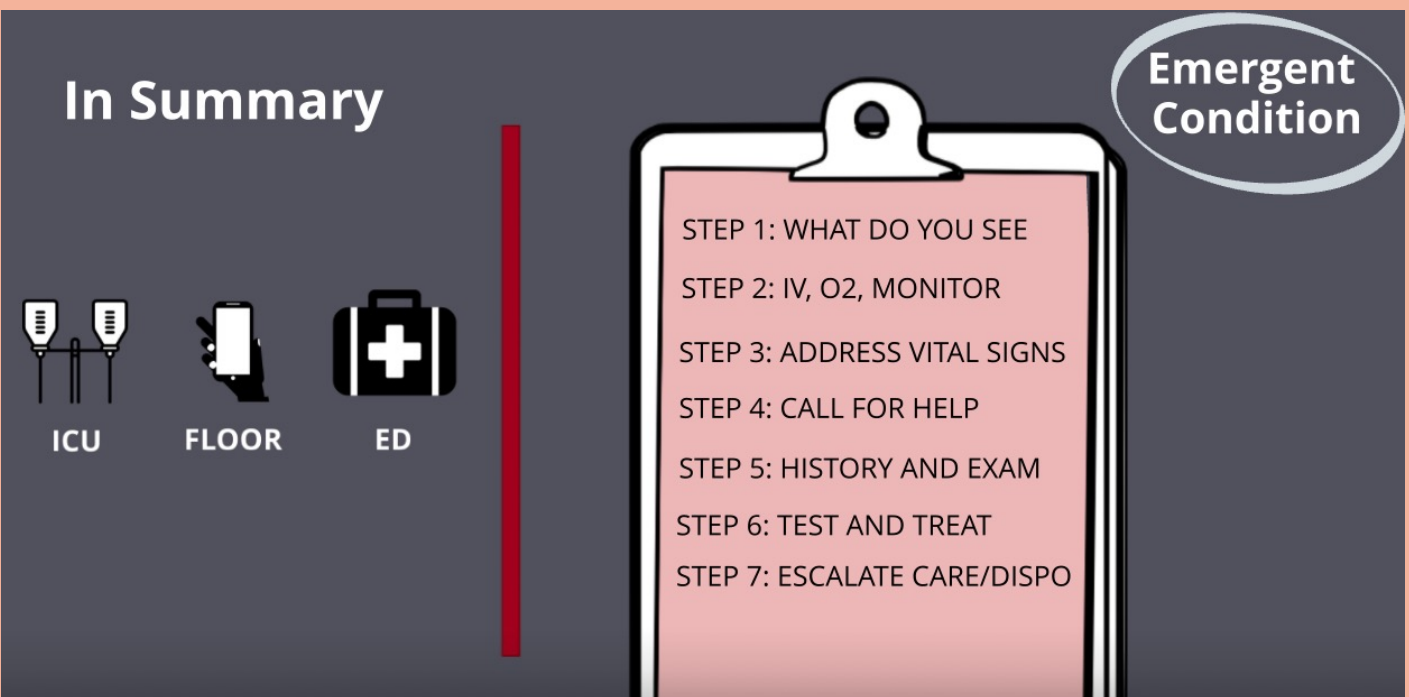 In Summary
ICU
FLOOR
ED
Emergent
Condition
STEP 1: WHAT DO YOU SEE
STEP 2: IV, O2, MONITOR
STEP 3: ADDRESS VITAL SIGNS
STEP 4: CALL FOR HELP
STEP 5: HISTORY AND EXAM
STEP 6: TEST AND TREAT
STEP 7: ESCALATE CARE/DISPO